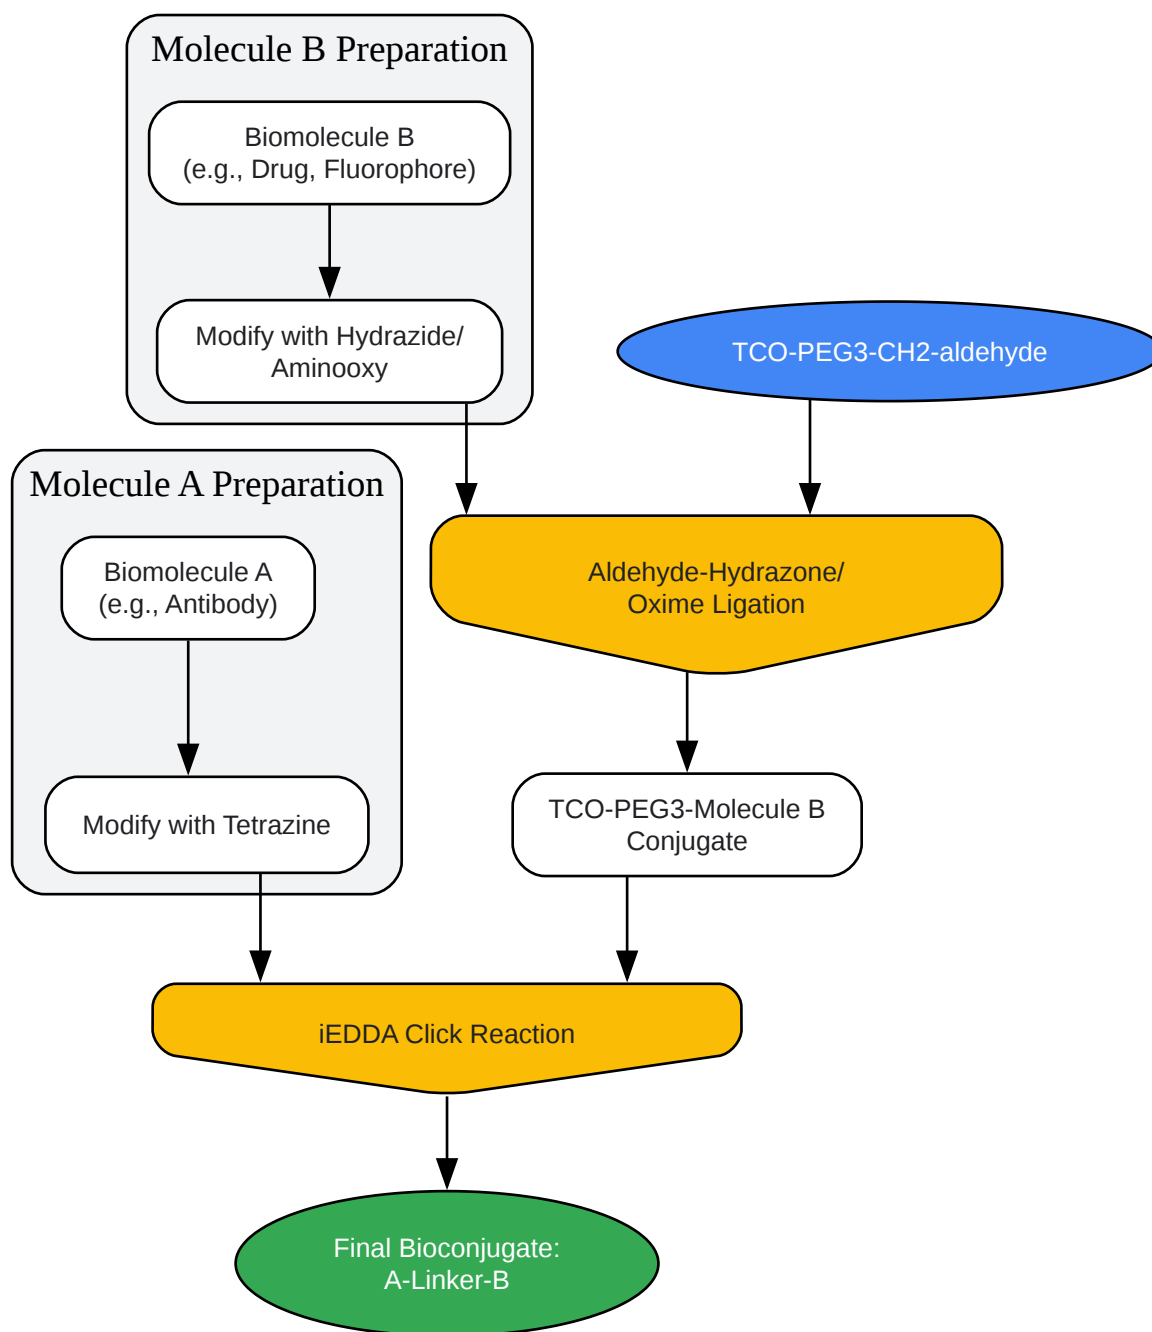 Molecule B Preparation
Biomolecule B
(e.g., Drug, Fluorophore)
Modify with Hydrazide/
Aminooxy
TCO-PEG3-CH2-aldehyde
Molecule A Preparation
Biomolecule A
(e.g., Antibody)
Modify with Tetrazine
Aldehyde-Hydrazone/
Oxime Ligation
TCO-PEG3-Molecule B
Conjugate
iEDDA Click Reaction
Final Bioconjugate:
A-Linker-B